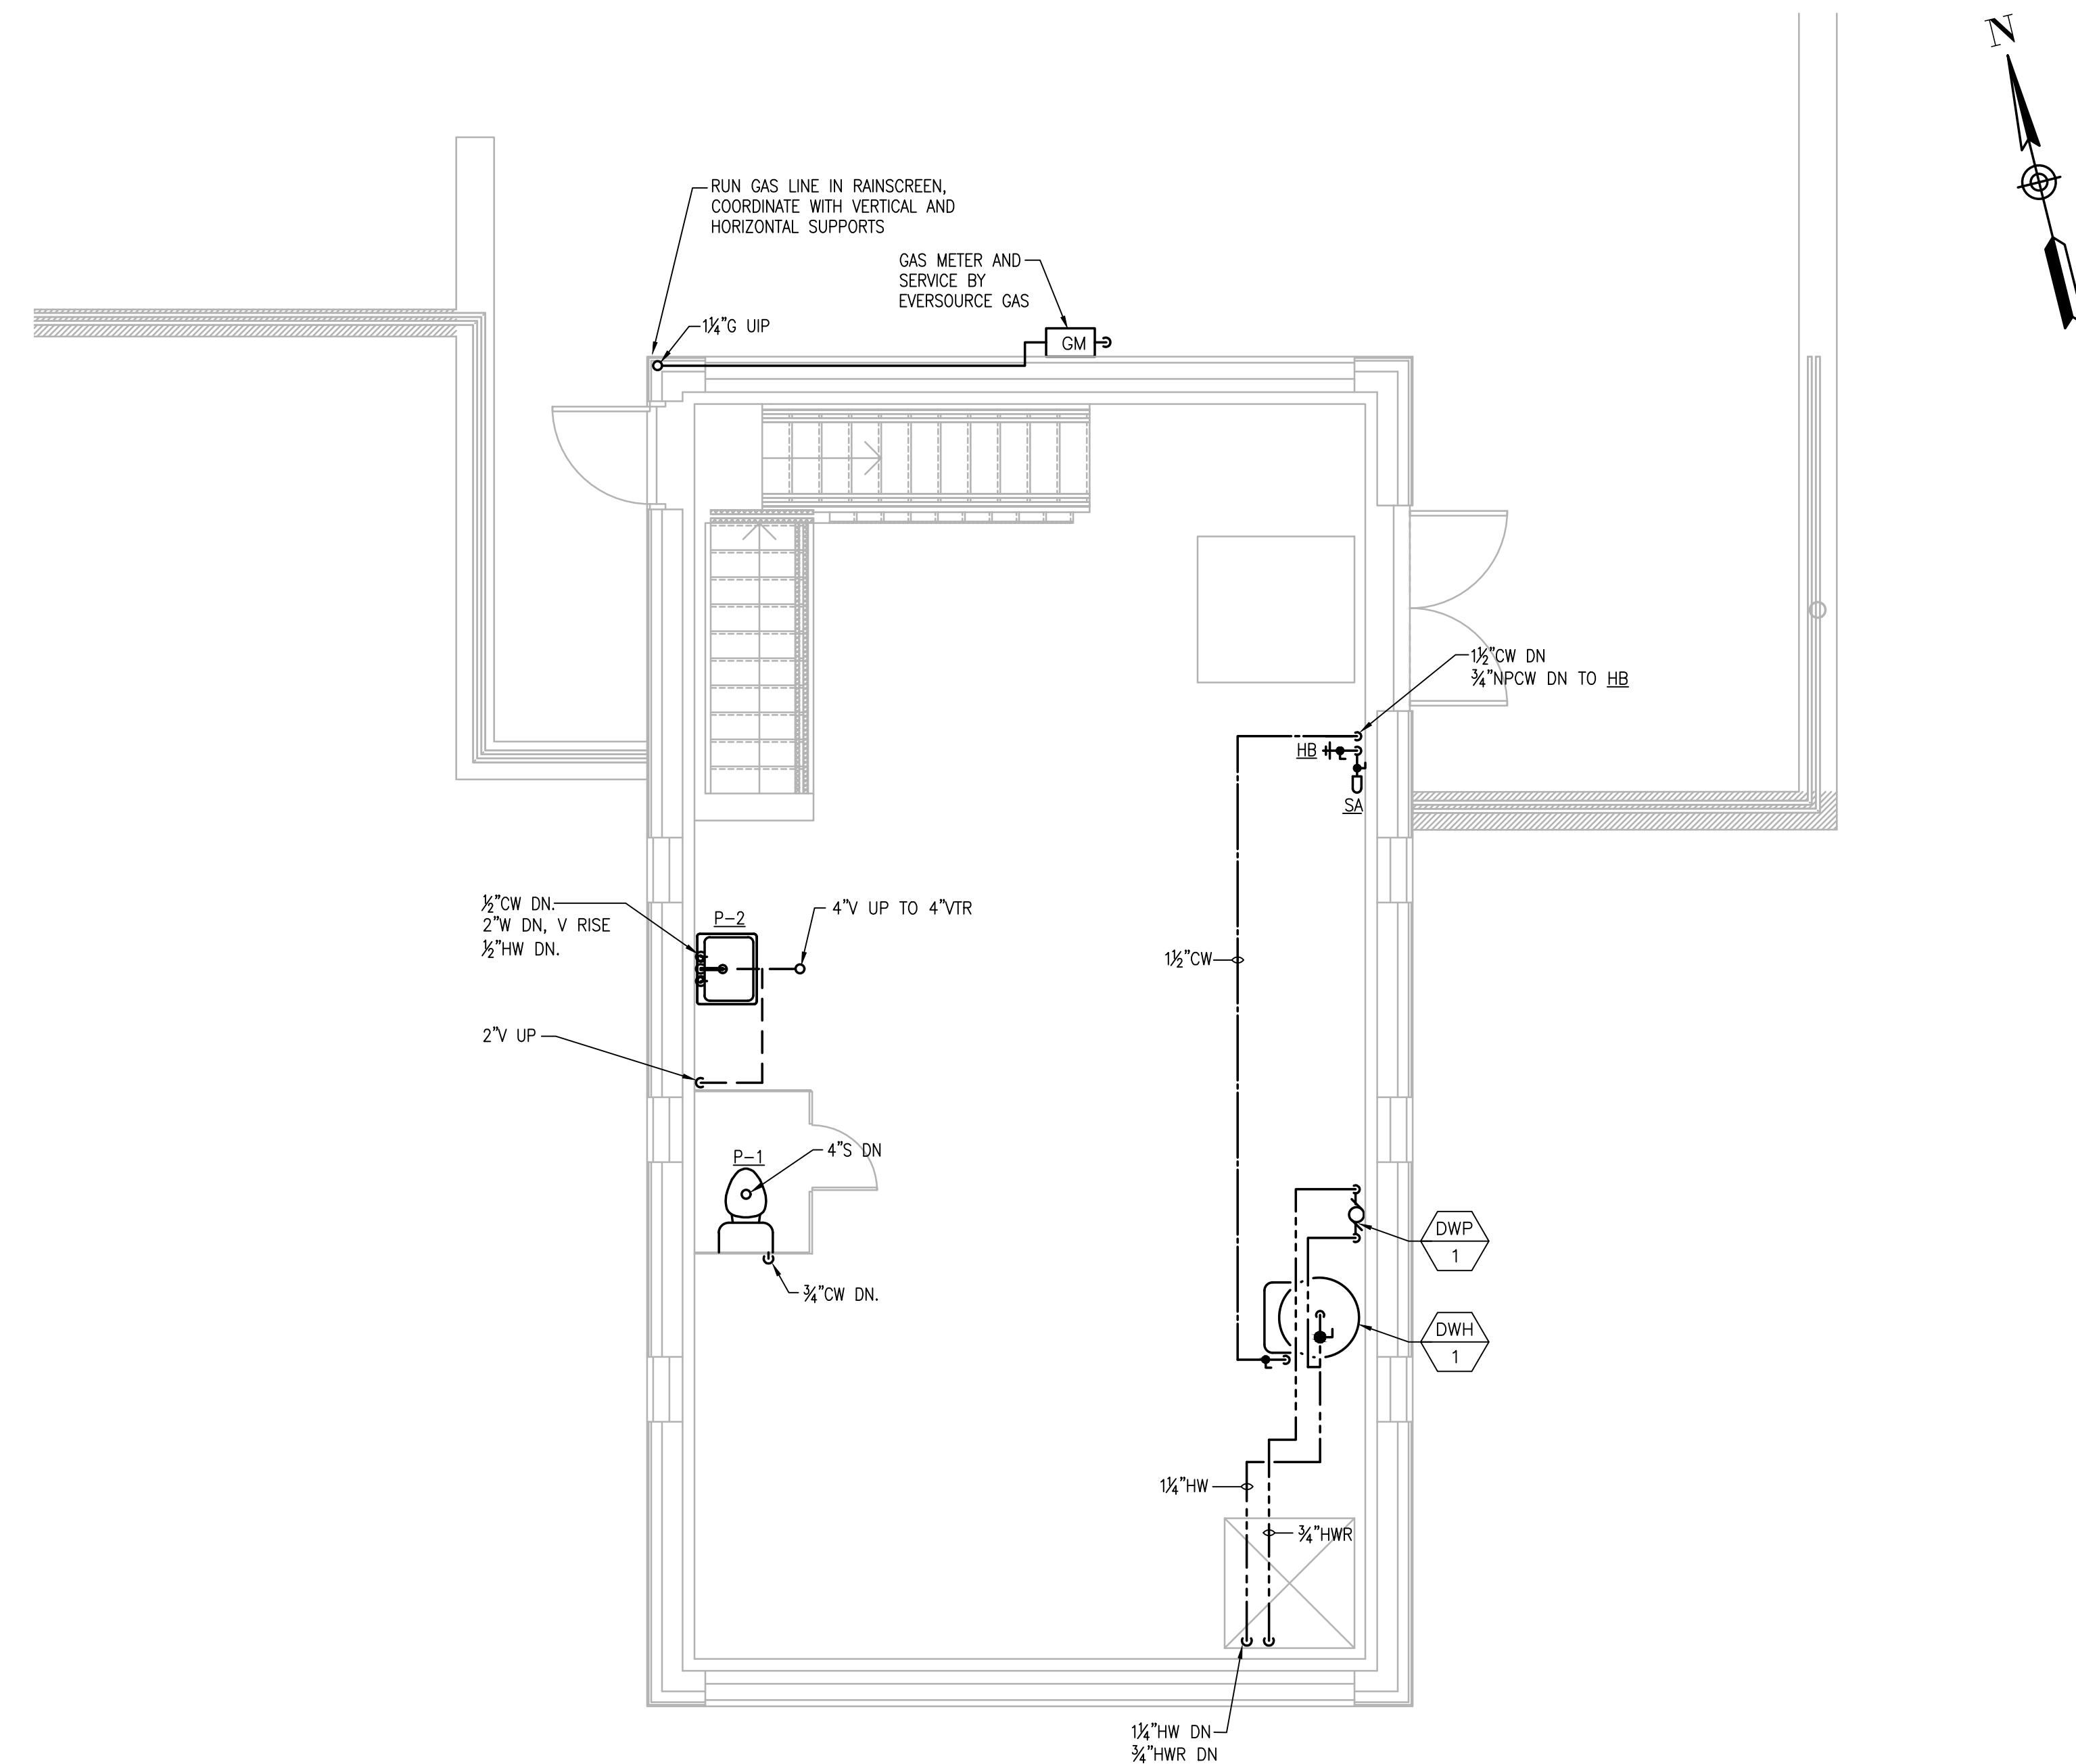 N
RUN GAS LINE IN RAINSCREEN,
COORDINATE WITH VERTICAL AND
HORIZONTAL SUPPORTS
GAS METER AND
SERVICE BY
EVERSOURCE GAS
1¼"G UIP
GM
1½"CW DN
¾"NPCW DN TO HB
HB
SA
½"CW DN.
2"W DN, V RISE
½"HW DN.
P-2
4"V UP TO 4"VTR
1½"CW
2"V UP
P-1
4"S DN
¾"CW DN.
DWP
1
DWH
1
1¼"HW
¾"HWR
1¼"HW DN
¾"HWR DN